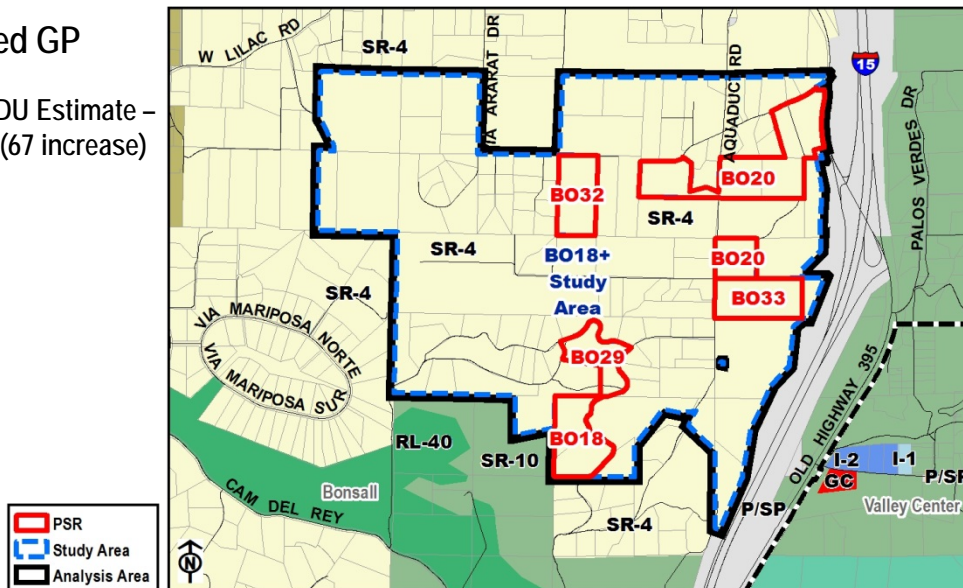 ed GP
DU Estimate –
(67 increase)
W LILAC RD
SR-4
IA ARARAT DR
AQUADUCT RD
15
PALOS VERDES DR
BO32
BO20
SR-4
SR-4
BO18+
Study
Area
BO20
SR-4
BO33
VIA MARIPOSA NORTE
VIA MARIPOSA SUR
BO29
OLD HIGHWAY 395
BO18
RL-40
SR-10
I-2
I-1
GC
P/SP
Bonsall
P/SP
Valley Center
CAM DEL REY
SR-4
PSR
Study Area
Analysis Area
N